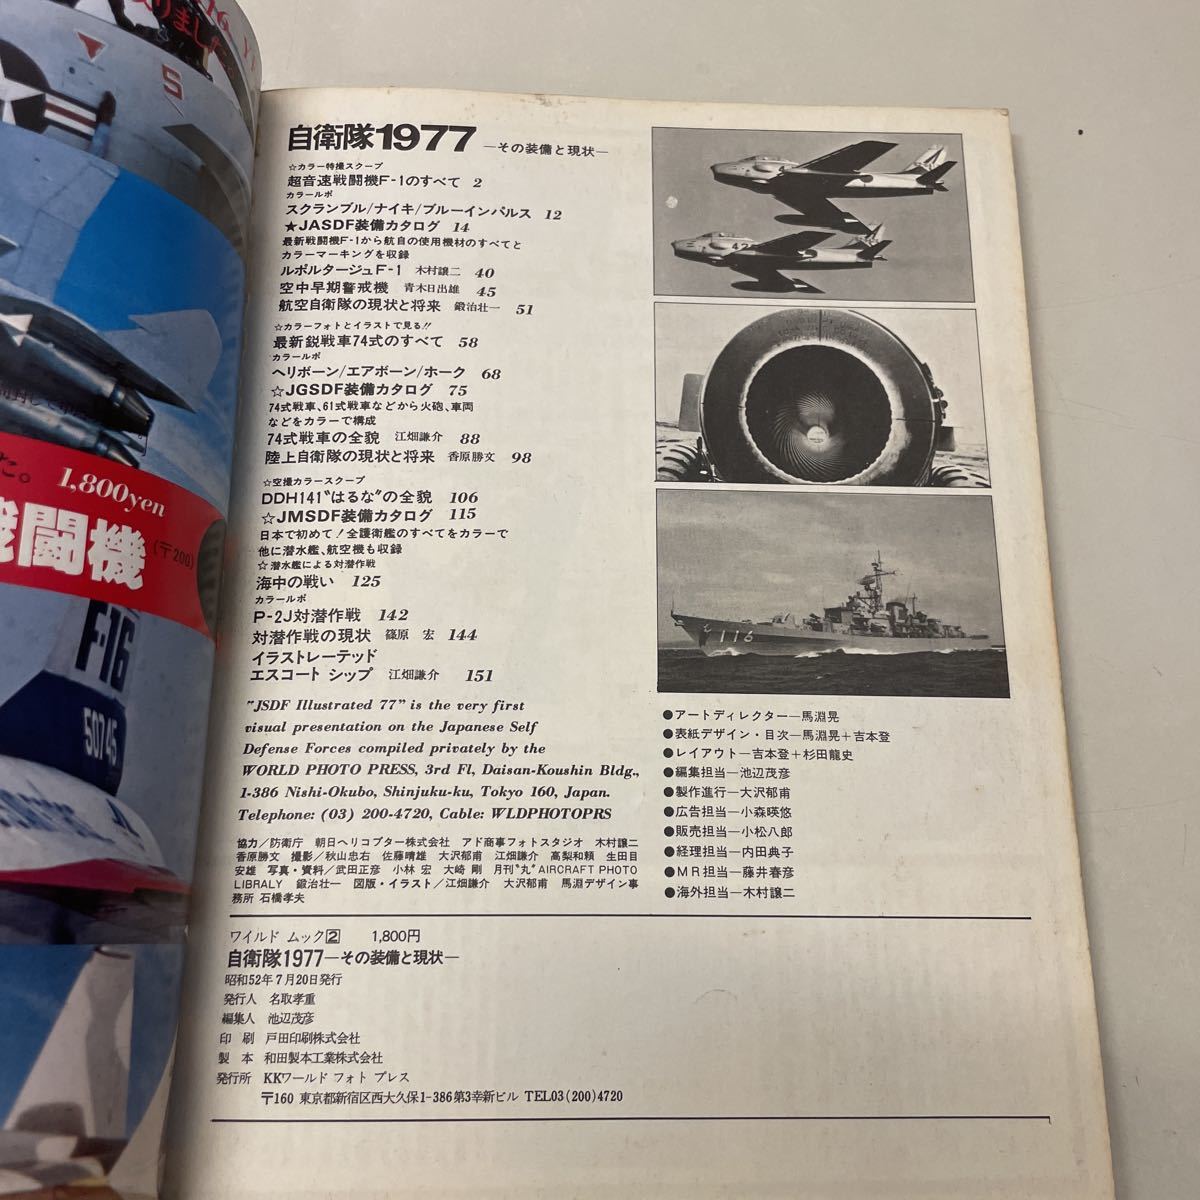 自衛隊1977 ―その装備と現状―
☆カラー特撮スクープ
超音速戦闘機F-1のすべて 2
カラールポ
スクランブル/ナイキ/ブルーインパルス 12
★JASDF装備カタログ 14
最新戦闘機F-1から航自の使用機材のすべてと
カラーマーキングを収録
ルポルタージュF-1 木村譲二 40
空中早期警戒機 青木日出雄 45
航空自衛隊の現状と将来 鍛治壮一 51
☆カラーフォトとイラストで見る!!
最新鋭戦車74式のすべて 58
カラールポ
ヘリボーン/エアボーン/ホーク 68
☆JGSDF装備カタログ 75
74式戦車、61式戦車などから火砲、車両
などをカラーで構成
74式戦車の全貌 江畑謙介 88
陸上自衛隊の現状と将来 香原勝文 98
☆空撮カラースクープ
DDH141“はるな”の全貌 106
☆JMSDF装備カタログ 115
日本で初めて！全護衛艦のすべてをカラーで
他に潜水艦、航空機も収録
☆潜水艦による対潜作戦
海中の戦い 125
カラールポ
P-2J対潜作戦 142
対潜作戦の現状 篠原 宏 144
イラストレーテッド
エスコート シップ 江畑謙介 151
"JSDF Illustrated 77" is the very first
visual presentation on the Japanese Self
Defense Forces compiled privately by the
WORLD PHOTO PRESS, 3rd Fl, Daisan-Koushin Bldg.,
1-386 Nishi-Okubo, Shinjuku-ku, Tokyo 160, Japan.
Telephone: (03) 200-4720, Cable: WLDPHOTOPRS
協力／防衛庁 朝日ヘリコプター株式会社 アド商事フォトスタジオ 木村譲二
香原勝文 撮影／秋山忠右 佐藤晴雄 大沢郁甫 江畑謙介 高梨和頼 生田目
安雄 写真・資料／武田正彦 小林 宏 大崎 剛 月刊"丸" AIRCRAFT PHOTO
LIBRALY 鍛治壮一 図版・イラスト／江畑謙介 大沢郁甫 馬淵デザイン事
務所 石橋孝夫
●アートディレクター―馬淵晃
●表紙デザイン・目次―馬淵晃＋吉本登
●レイアウト―吉本登＋杉田龍史
●編集担当―池辺茂彦
●製作進行―大沢郁甫
●広告担当―小森暎悠
●販売担当―小松八郎
●経理担当―内田典子
●MR担当―藤井春彦
●海外担当―木村譲二
ワイルド ムック2 1,800円
自衛隊1977―その装備と現状―
昭和52年7月20日発行
発行人 名取孝重
編集人 池辺茂彦
印 刷 戸田印刷株式会社
製 本 和田製本工業株式会社
発行所 KKワールド フォト プレス
〒160 東京都新宿区西大久保1-386第3幸新ビル TEL03(200)4720
116
りました
5
た。 1,800yen
戦闘機 (〒200)
F-16
50745